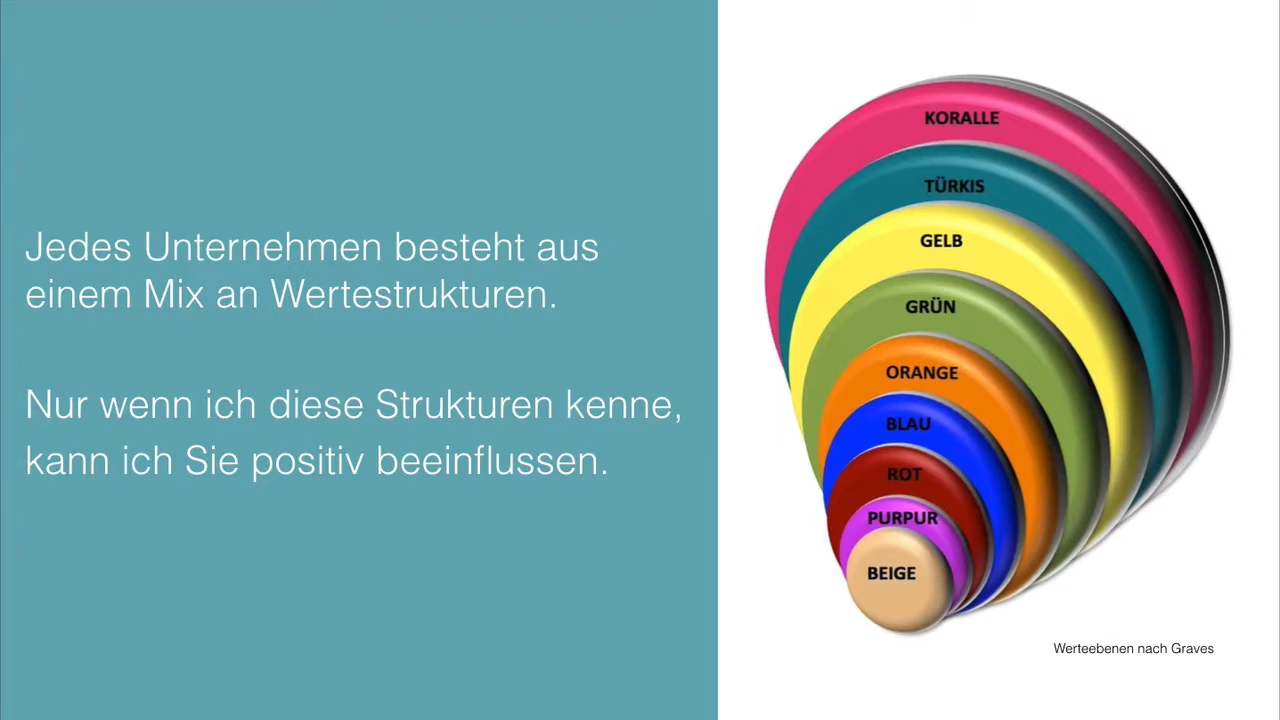 Jedes Unternehmen besteht aus
einem Mix an Wertestrukturen.
Nur wenn ich diese Strukturen kenne,
kann ich Sie positiv beeinflussen.
KORALLE
TÜRKIS
GELB
GRÜN
ORANGE
BLAU
ROT
PURPUR
BEIGE
Werteebenen nach Graves